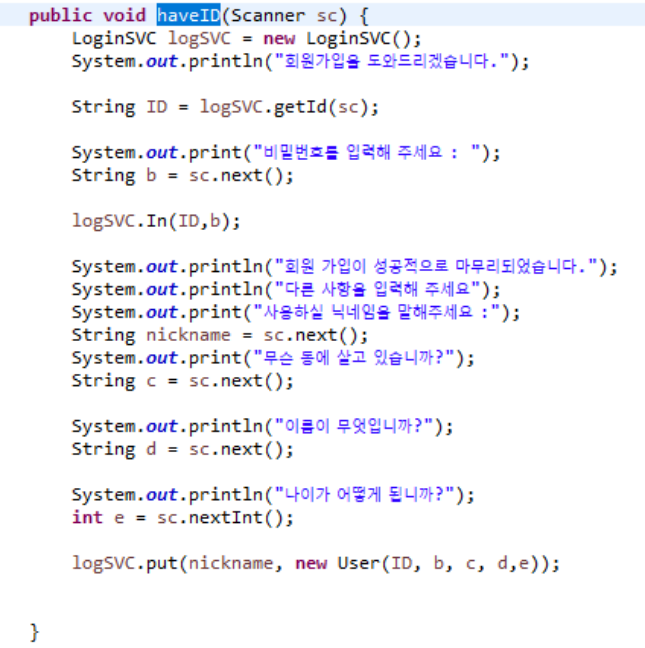 public void haveID(Scanner sc) {
LoginSVC logSVC = new LoginSVC();
System.out.println("회원가입을 도와드리겠습니다.");
String ID = logSVC.getId(sc);
System.out.print("비밀번호를 입력해 주세요 : ");
String b = sc.next();
logSVC.In(ID,b);
System.out.println("회원 가입이 성공적으로 마무리되었습니다.");
System.out.println("다른 사항을 입력해 주세요");
System.out.print("사용하실 닉네임을 말해주세요 :");
String nickname = sc.next();
System.out.print("무슨 동에 살고 있습니까?");
String c = sc.next();
System.out.println("이름이 무엇입니까?");
String d = sc.next();
System.out.println("나이가 어떻게 됩니까?");
int e = sc.nextInt();
logSVC.put(nickname, new User(ID, b, c, d,e));
}